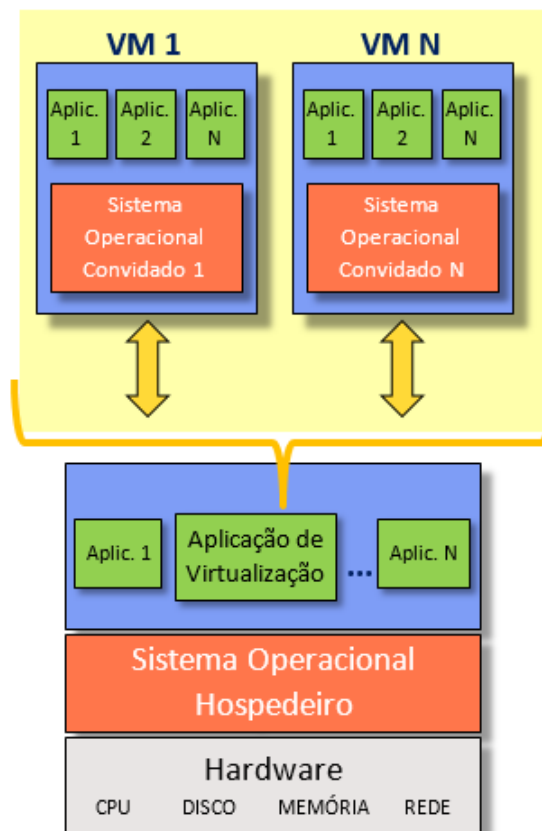 VM 1
VM N
Aplic.
1
Aplic.
2
Aplic.
N
Aplic.
1
Aplic.
2
Aplic.
N
Sistema
Operacional
Convidado 1
Sistema
Operacional
Convidado N
Aplic. 1
Aplicação de
Virtualização
...
Aplic. N
Sistema Operacional
Hospedeiro
Hardware
CPU DISCO MEMÓRIA REDE